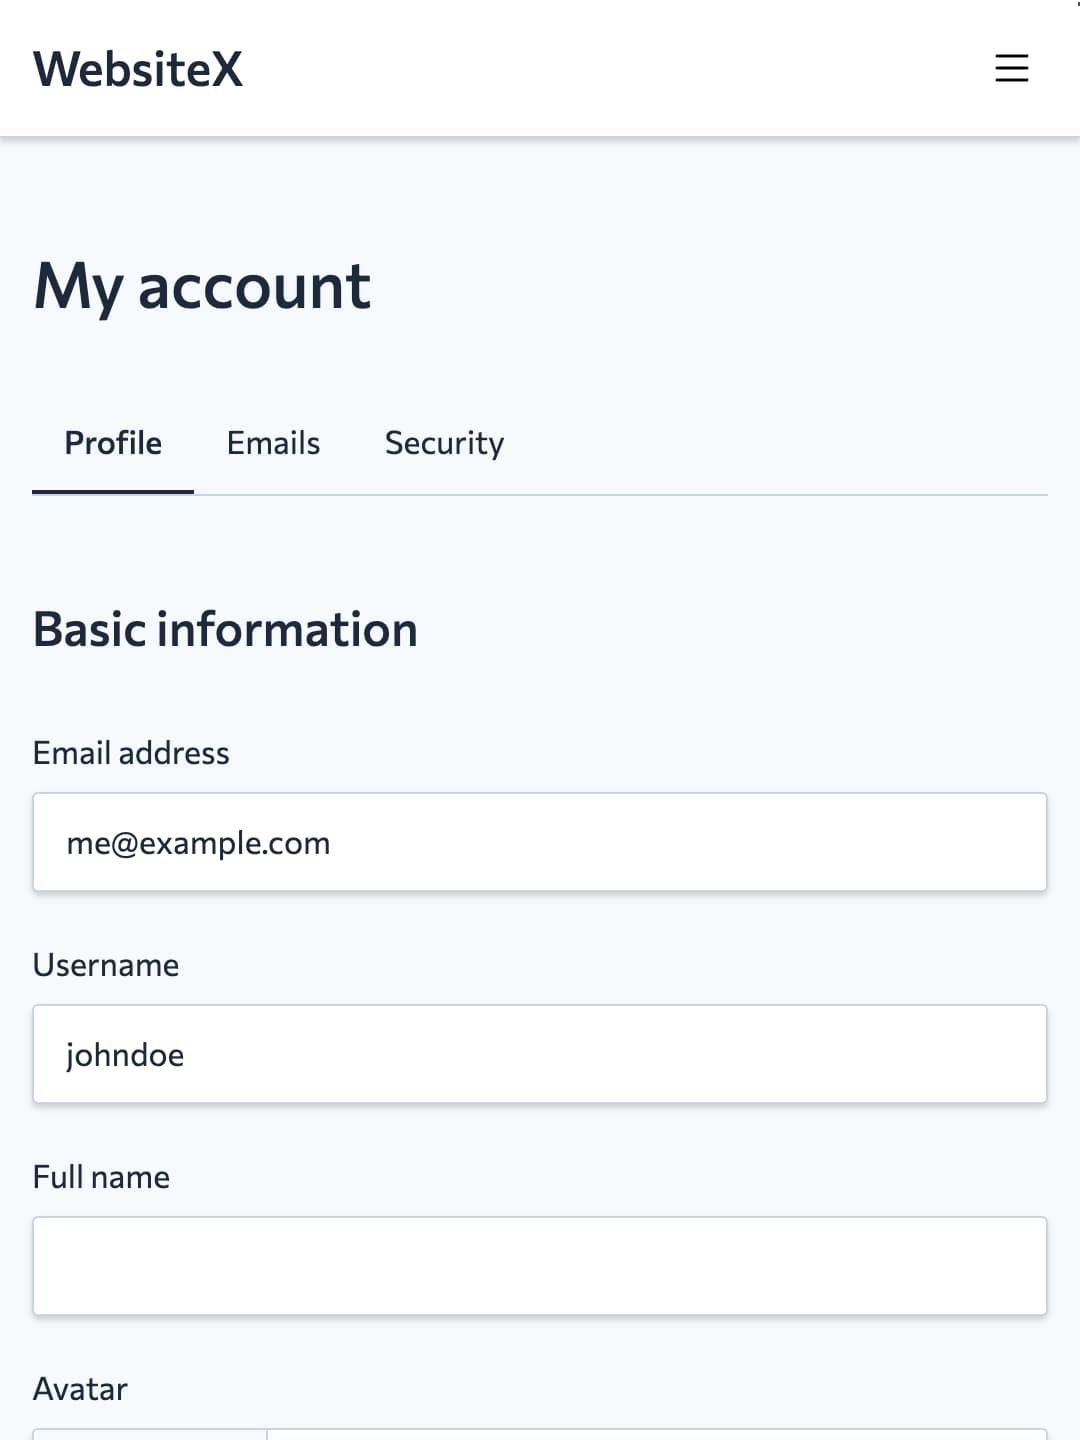 WebsiteX
My account
Profile Emails Security
Basic information
Email address
me@example.com
Username
johndoe
Full name
Avatar